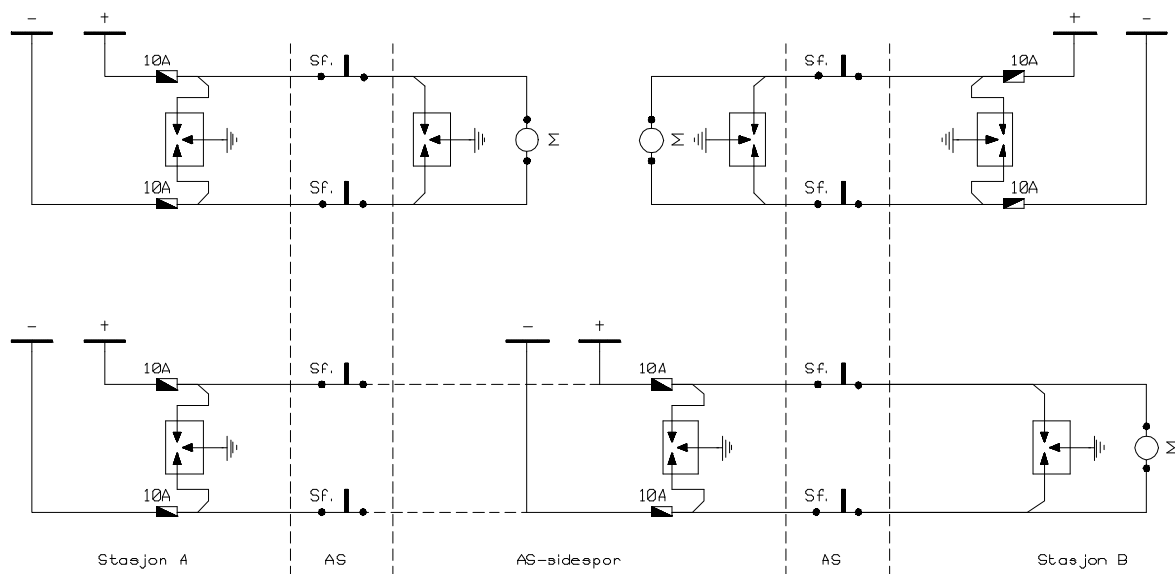 - + + -
10A Sf. Sf. 10A
M M
10A Sf. Sf. 10A
- + - +
10A Sf. 10A Sf.
M
10A Sf. 10A Sf.
Stasjon A AS AS-sidespor AS Stasjon B